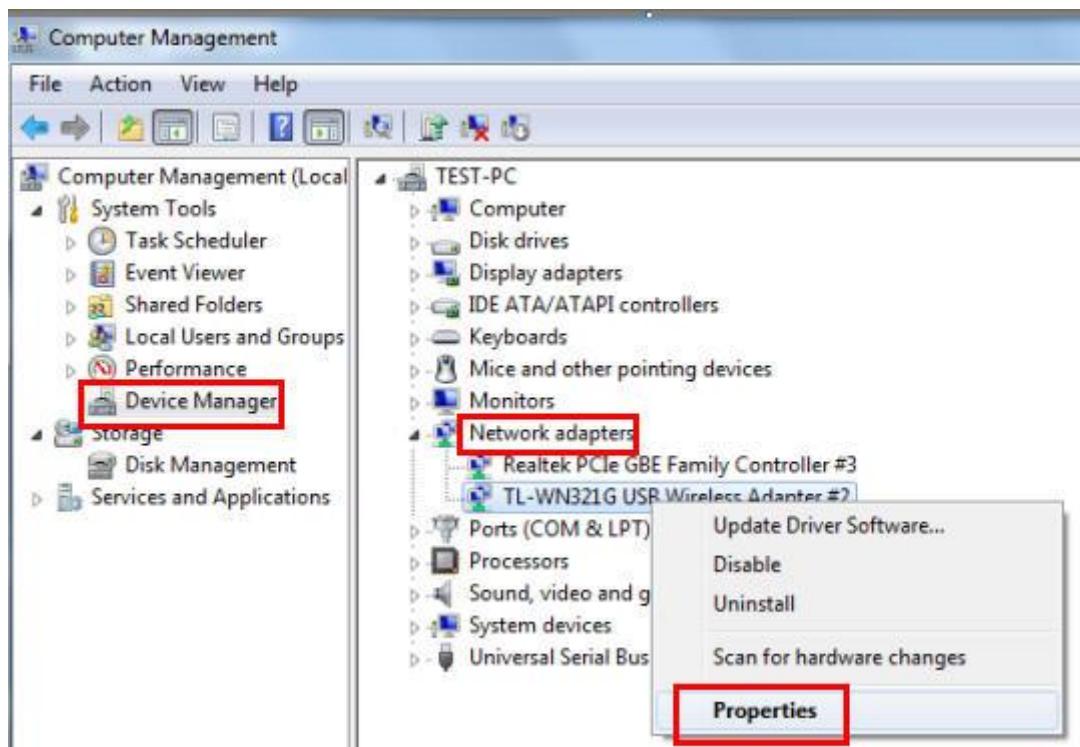 Computer Management
File Action View Help
Computer Management (Local
System Tools
Task Scheduler
Event Viewer
Shared Folders
Local Users and Groups
Performance
Device Manager
Storage
Disk Management
Services and Applications
TEST-PC
Computer
Disk drives
Display adapters
IDE ATA/ATAPI controllers
Keyboards
Mice and other pointing devices
Monitors
Network adapters
Realtek PCIe GBE Family Controller #3
TL-WN321G USB Wireless Adapter #2
Ports (COM & LPT)
Processors
Sound, video and g
System devices
Universal Serial Bus
Update Driver Software...
Disable
Uninstall
Scan for hardware changes
Properties